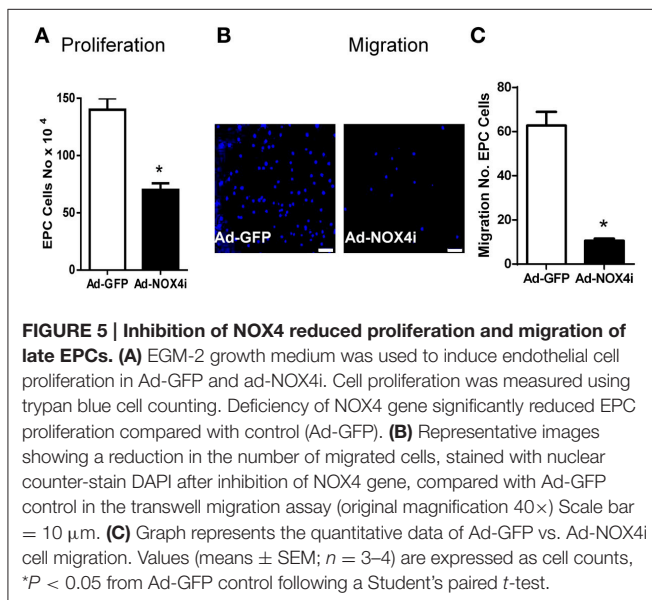 A
Proliferation
B
Migration
C
EPC Cells No x 10⁻⁴
150
100
50
0
*
Ad-GFP Ad-NOX4i
Ad-GFP
Ad-NOX4i
Migration No. EPC Cells
80
60
40
20
0
*
Ad-GFP Ad-NOX4i
FIGURE 5 | Inhibition of NOX4 reduced proliferation and migration of
late EPCs. (A) EGM-2 growth medium was used to induce endothelial cell
proliferation in Ad-GFP and ad-NOX4i. Cell proliferation was measured using
trypan blue cell counting. Deficiency of NOX4 gene significantly reduced EPC
proliferation compared with control (Ad-GFP). (B) Representative images
showing a reduction in the number of migrated cells, stained with nuclear
counter-stain DAPI after inhibition of NOX4 gene, compared with Ad-GFP
control in the transwell migration assay (original magnification 40×) Scale bar
= 10 μm. (C) Graph represents the quantitative data of Ad-GFP vs. Ad-NOX4i
cell migration. Values (means ± SEM; n = 3–4) are expressed as cell counts,
*P < 0.05 from Ad-GFP control following a Student's paired t-test.